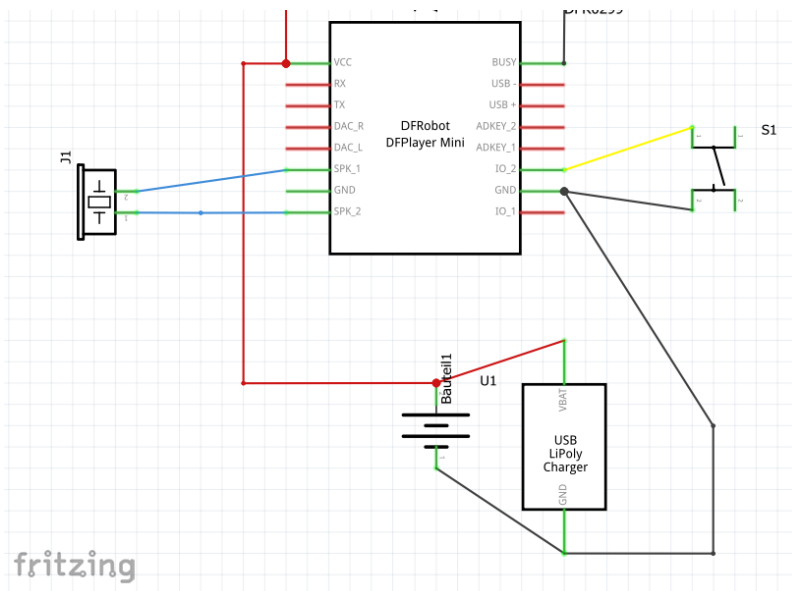 DFR0299
VCC
RX
TX
DAC_R
DAC_L
SPK_1
GND
SPK_2
DFRobot
DFPlayer Mini
BUSY
USB -
USB +
ADKEY_2
ADKEY_1
IO_2
GND
IO_1
S1
J1
Bauteil1
U1
VBAT
USB
LiPoly
Charger
GND
fritzing